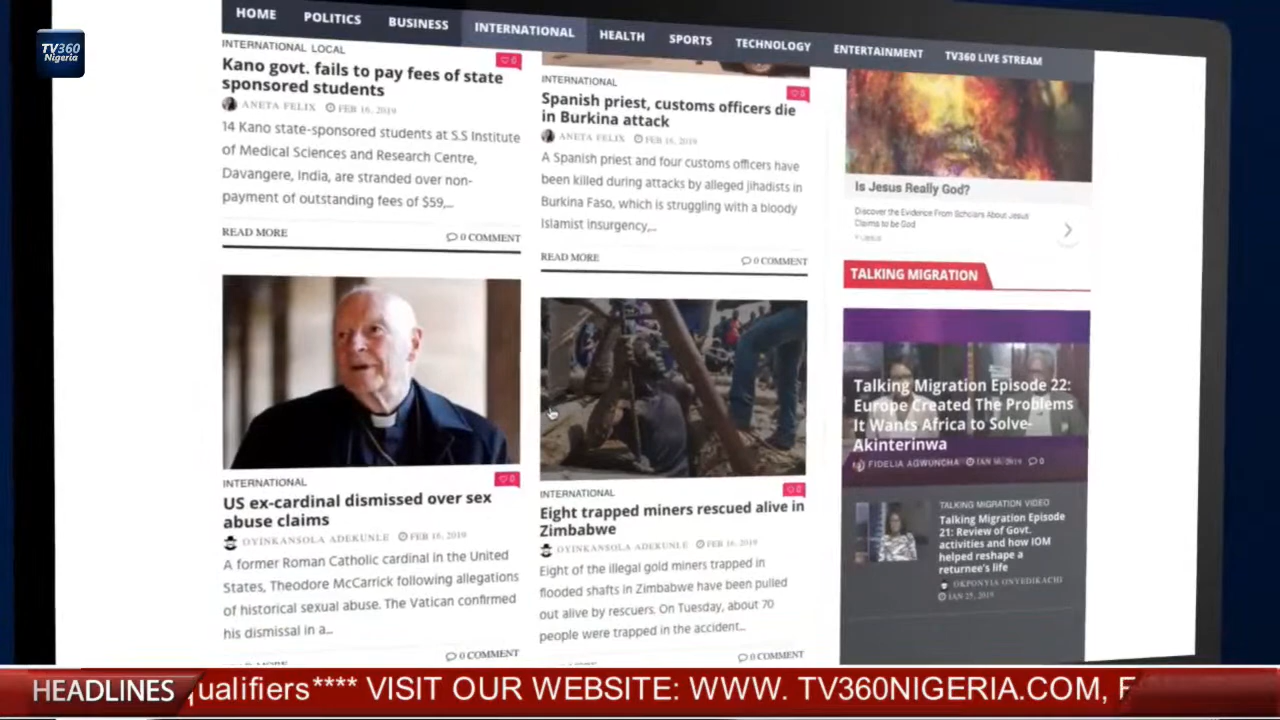 TV360
Nigeria
HOME POLITICS BUSINESS INTERNATIONAL HEALTH SPORTS TECHNOLOGY ENTERTAINMENT TV360 LIVE STREAM
INTERNATIONAL LOCAL
0
Kano govt. fails to pay fees of state
sponsored students
ANETA FELIX FEB 16, 2019
14 Kano state-sponsored students at S.S Institute
of Medical Sciences and Research Centre,
Davangere, India, are stranded over non-
payment of outstanding fees of $59,...
READ MORE 0 COMMENT
INTERNATIONAL
Spanish priest, customs officers die
in Burkina attack
ANETA FELIX FEB 16, 2019
A Spanish priest and four customs officers have
been killed during attacks by alleged jihadists in
Burkina Faso, which is struggling with a bloody
Islamist insurgency,...
READ MORE 0 COMMENT
Is Jesus Really God?
Discover the Evidence From Scholars About Jesus'
Claims to be God
TALKING MIGRATION
INTERNATIONAL
0
US ex-cardinal dismissed over sex
abuse claims
OYINKANSOLA ADEKUNLE FEB 16, 2019
A former Roman Catholic cardinal in the United
States, Theodore McCarrick following allegations
of historical sexual abuse. The Vatican confirmed
his dismissal in a...
0 COMMENT
INTERNATIONAL
0
Eight trapped miners rescued alive in
Zimbabwe
OYINKANSOLA ADEKUNLE FEB 16, 2019
Eight of the illegal gold miners trapped in
flooded shafts in Zimbabwe have been pulled
out alive by rescuers. On Tuesday, about 70
people were trapped in the accident...
0 COMMENT
Talking Migration Episode 22:
Europe Created The Problems
It Wants Africa to Solve-
Akinterinwa
FIDELIA AGWUNCHA 0
TALKING MIGRATION VIDEO
Talking Migration Episode
21: Review of Govt.
activities and how IOM
helped reshape a
returnee's life
OKPONYIA ONYEDIKACHI
JAN 25, 2019
HEADLINES ualifiers**** VISIT OUR WEBSITE: WWW. TV360NIGERIA.COM, F